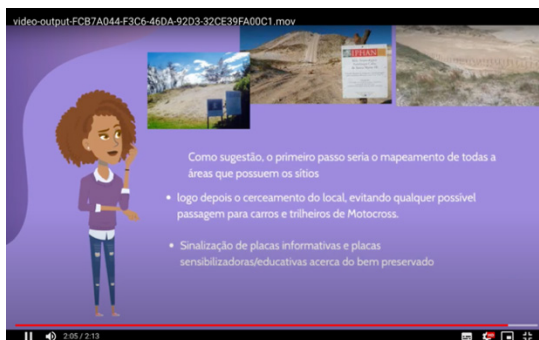 video-output-FCB7A044-F3C6-46DA-92D3-32CE39FA00C1.mov
IPHAN
Como sugestão, o primeiro passo seria o mapeamento de todas a
áreas que possuem os sítios
• logo depois o cerceamento do local, evitando qualquer possível
passagem para carros e trilheiros de Motocross.
• Sinalização de placas informativas e placas
sensibilizadoras/educativas acerca do bem preservado
2:05 / 2:13